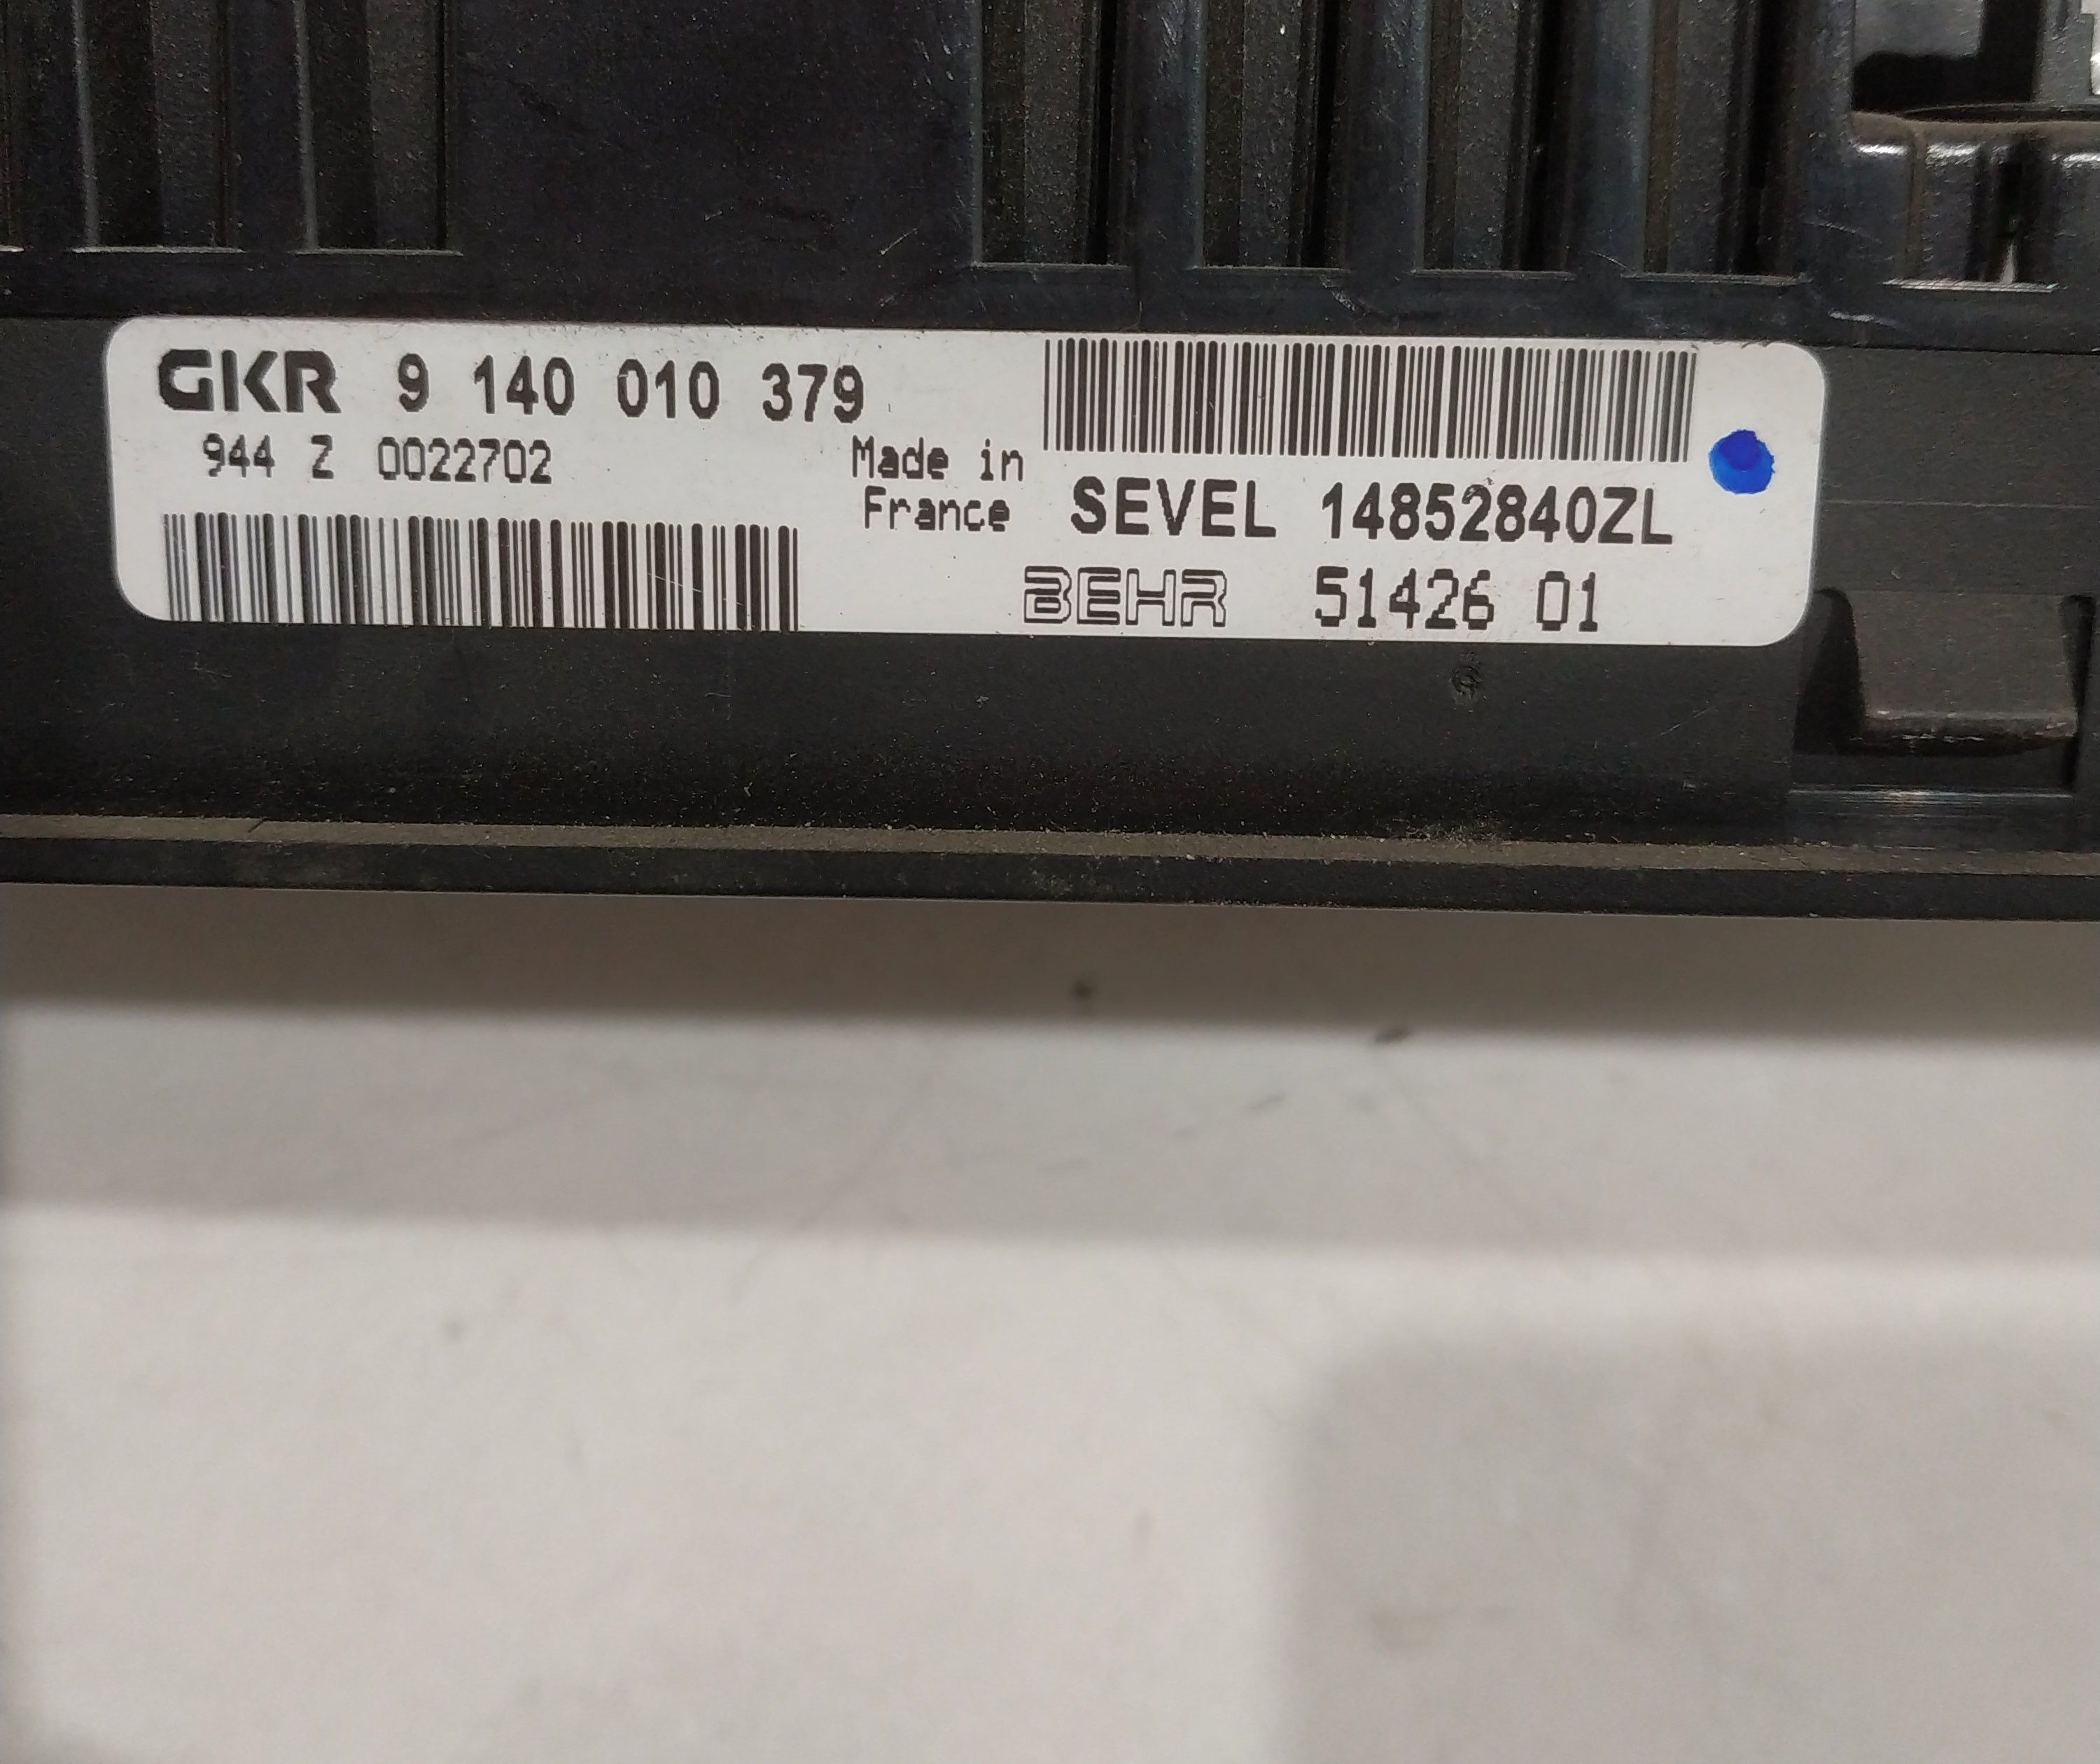 GKR 9 140 010 379
944 Z 0022702
Made in
France
SEVEL 14852840ZL
BEHR 51426 01